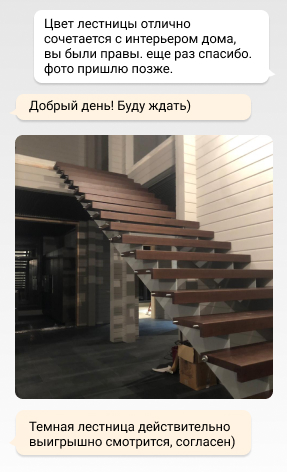 Цвет лестницы отлично
сочетается с интерьером дома,
вы были правы. еще раз спасибо.
фото пришлю позже.
Добрый день! Буду ждать)
Темная лестница действительно
выигрышно смотрится, согласен)